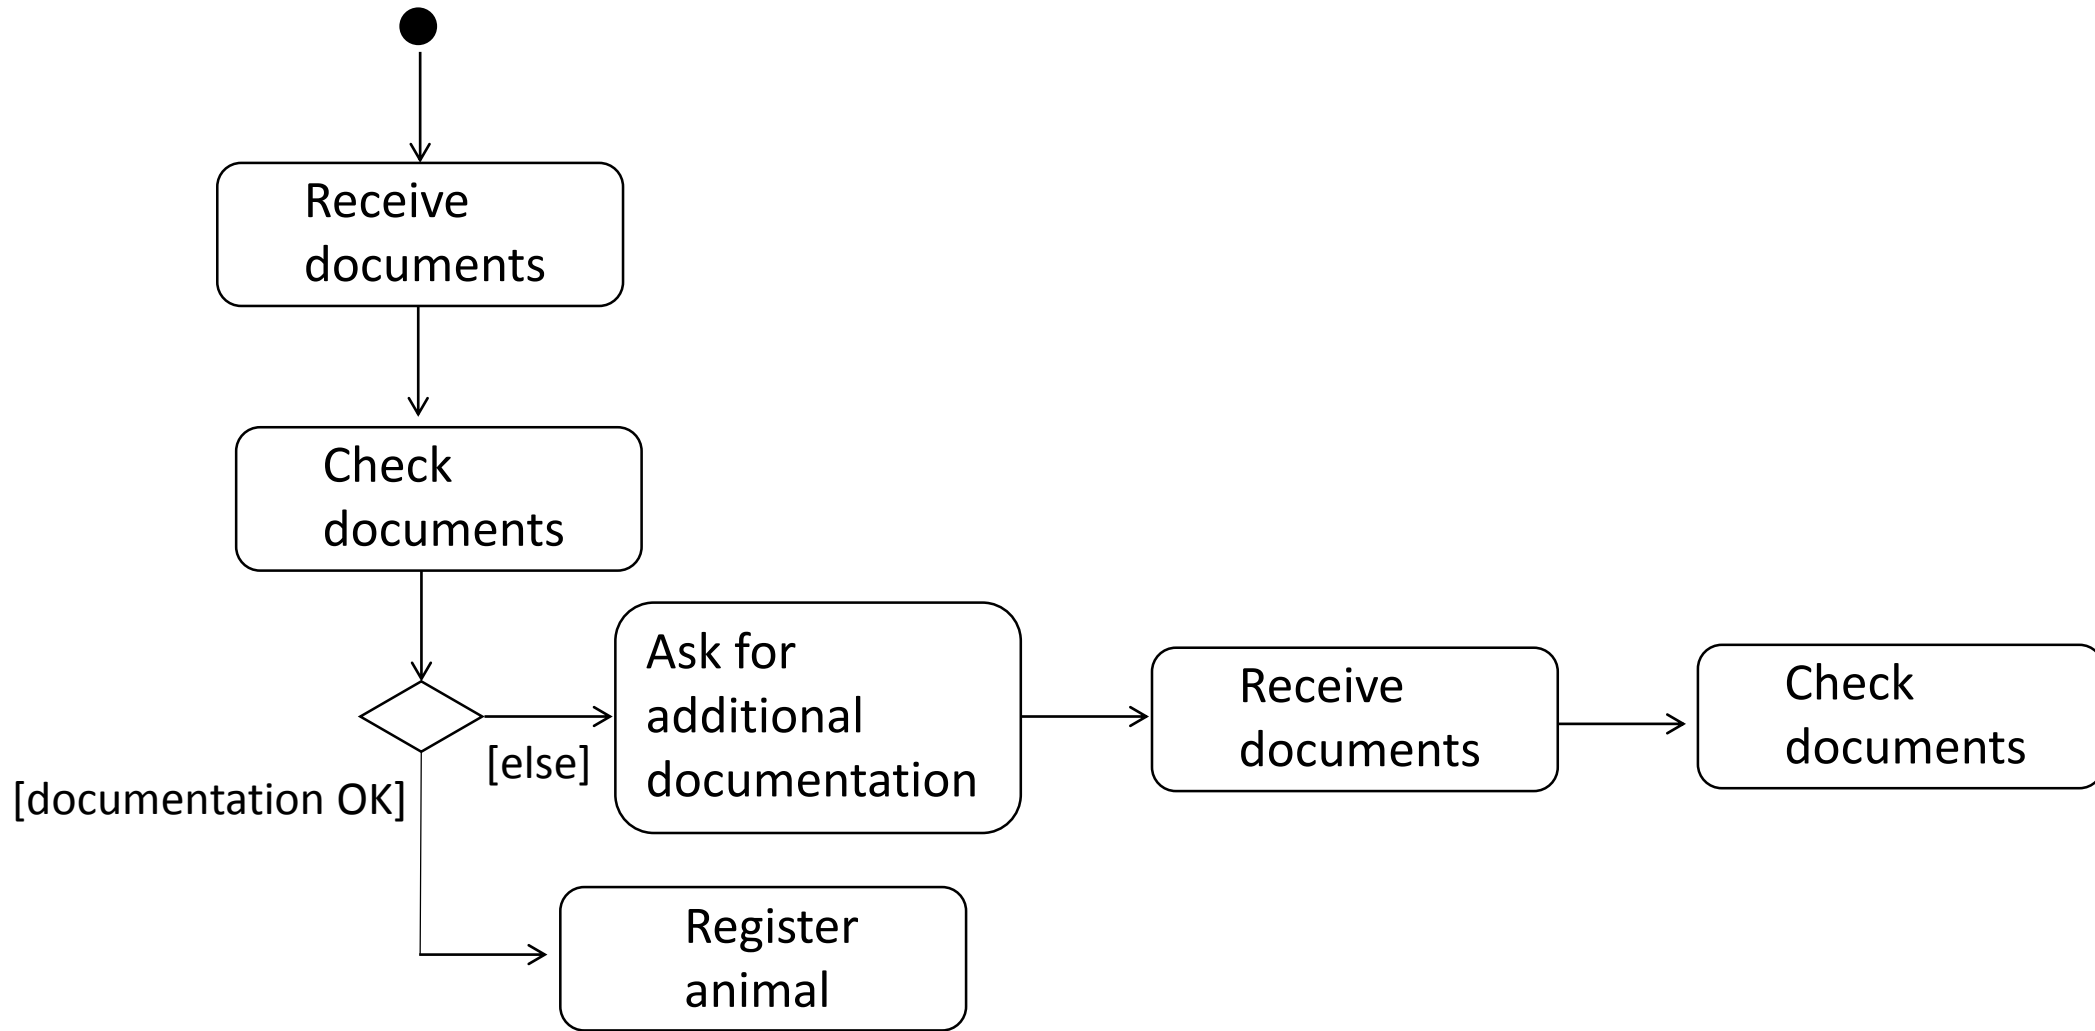 Receive
documents
Check
documents
[else]
[documentation OK]
Ask for
additional
documentation
Receive
documents
Check
documents
Register
animal